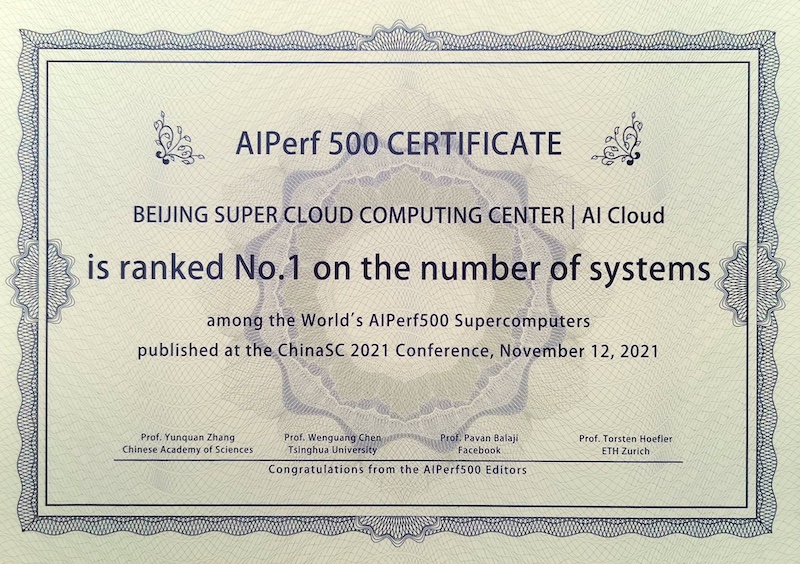 AIPerf 500 CERTIFICATE
BEIJING SUPER CLOUD COMPUTING CENTER | AI Cloud
is ranked No.1 on the number of systems
among the World's AIPerf500 Supercomputers
published at the ChinaSC 2021 Conference, November 12, 2021
Prof. Yunquan Zhang Prof. Wenguang Chen Prof. Pavan Balaji Prof. Torsten Hoefler
Chinese Academy of Sciences Tsinghua University Facebook ETH Zurich
Congratulations from the AIPerf500 Editors